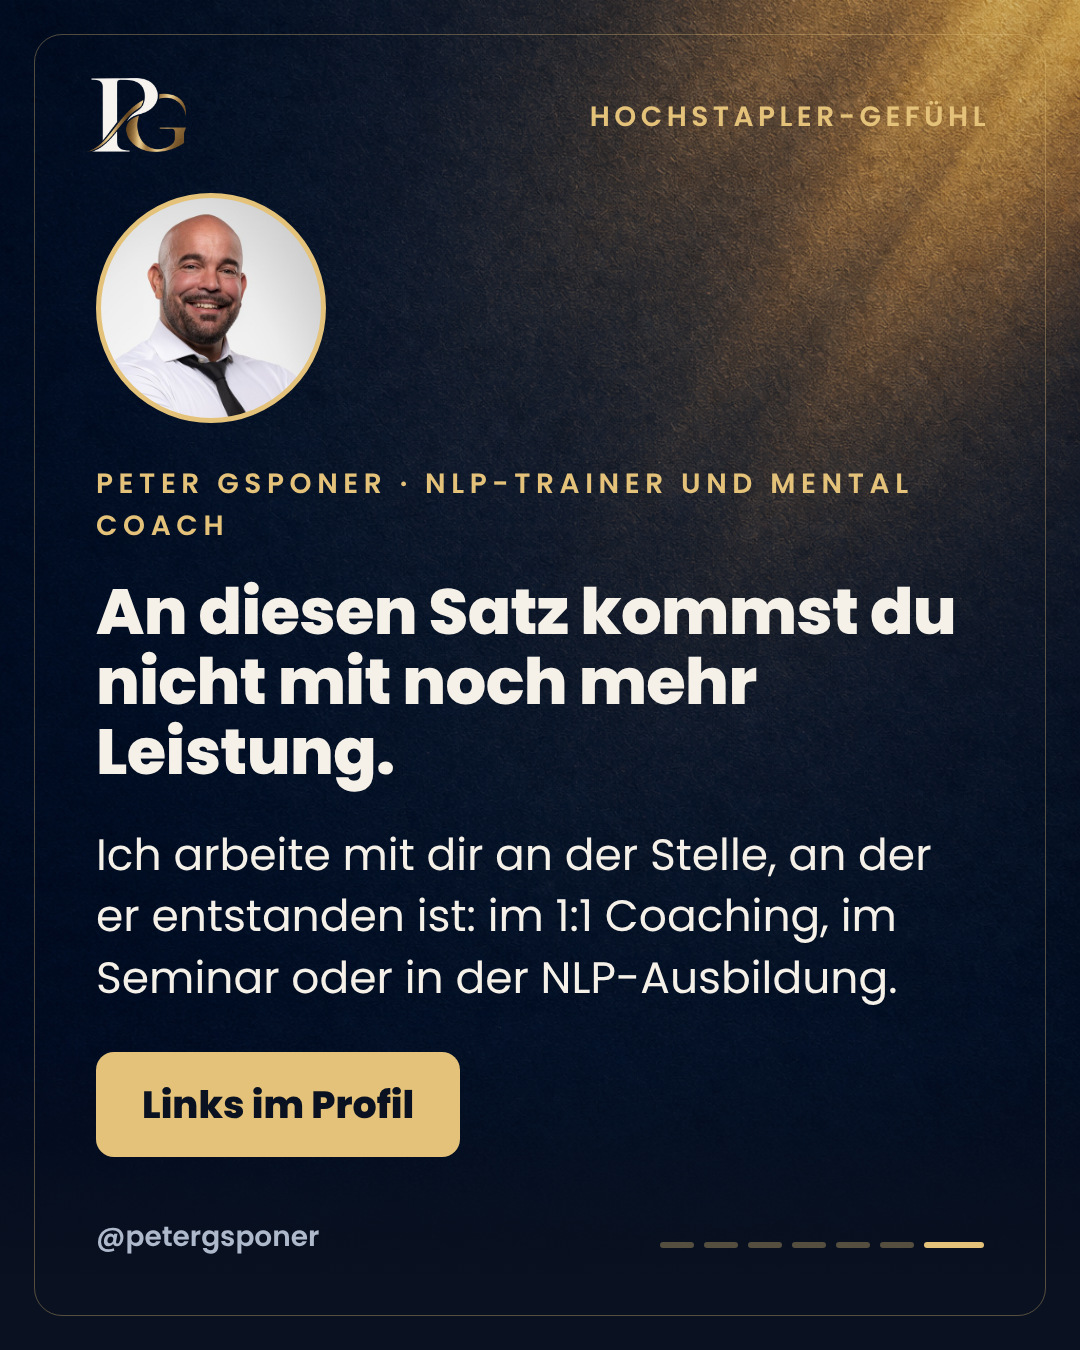 PG
HOCHSTAPLER-GEFÜHL
PETER GSPONER · NLP-TRAINER UND MENTAL
COACH
An diesen Satz kommst du
nicht mit noch mehr
Leistung.
Ich arbeite mit dir an der Stelle, an der
er entstanden ist: im 1:1 Coaching, im
Seminar oder in der NLP-Ausbildung.
Links im Profil
@petergsponer